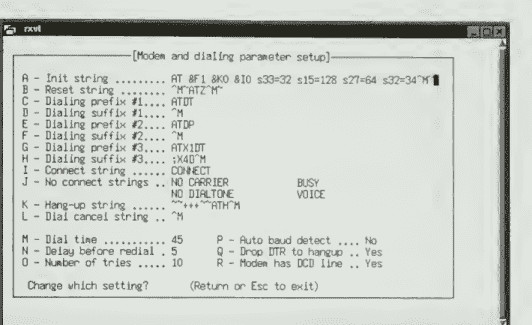 rxvt
[Modem and dialing parameter setup]
A - Init string ......... AT &F1 &K0 &I0 s33=32 s15=128 s27=64 s32=34^M^
B - Reset string ........ ^M~ATZ^M~
C - Dialing prefix #1.... ATDT
D - Dialing suffix #1.... ^M
E - Dialing prefix #2.... ATDP
F - Dialing suffix #2.... ^M
G - Dialing prefix #3.... ATX1DT
H - Dialing suffix #3.... ;X4D^M
I - Connect string ...... CONNECT
J - No connect strings .. NO CARRIER BUSY
NO DIALTONE VOICE
K - Hang-up string ...... ~~+++~~ATH^M
L - Dial cancel string .. ^M
M - Dial time ........... 45 P - Auto baud detect .... No
N - Delay before redial . 5 Q - Drop DTR to hangup .. Yes
O - Number of tries ..... 10 R - Modem has DCD line .. Yes
Change which setting? (Return or Esc to exit)